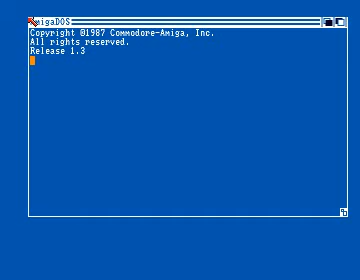 AmigaDOS
Copyright ©1987 Commodore-Amiga, Inc.
All rights reserved.
Release 1.3